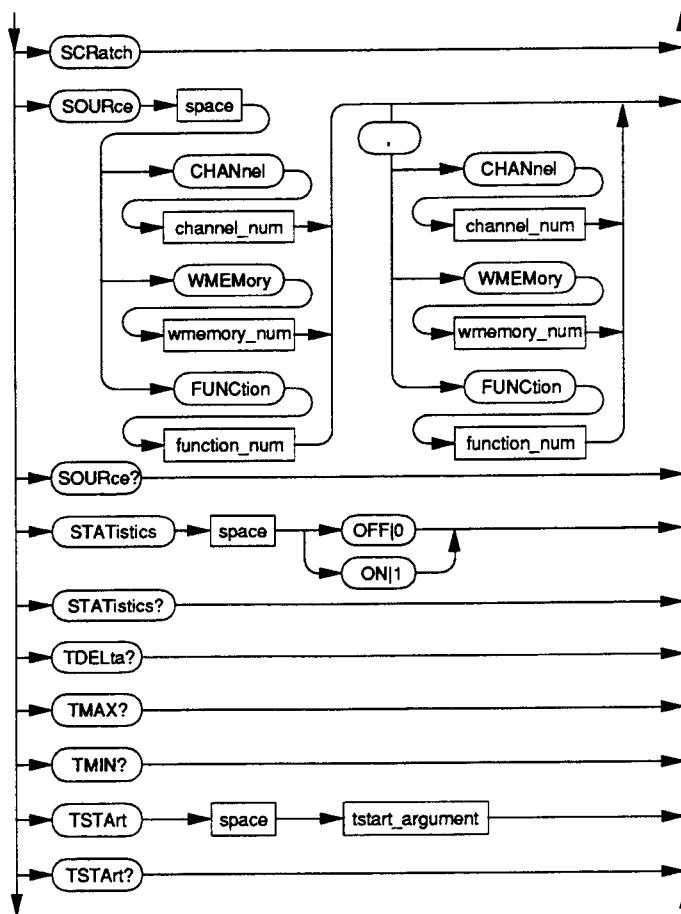 SCRatch
SOURce space
,
CHANnel CHANnel
channel_num channel_num
WMEMory WMEMory
wmemory_num wmemory_num
FUNCtion FUNCtion
function_num function_num
SOURce?
STATistics space OFF|0
ON|1
STATistics?
TDELta?
TMAX?
TMIN?
TSTArt space tstart_argument
TSTArt?